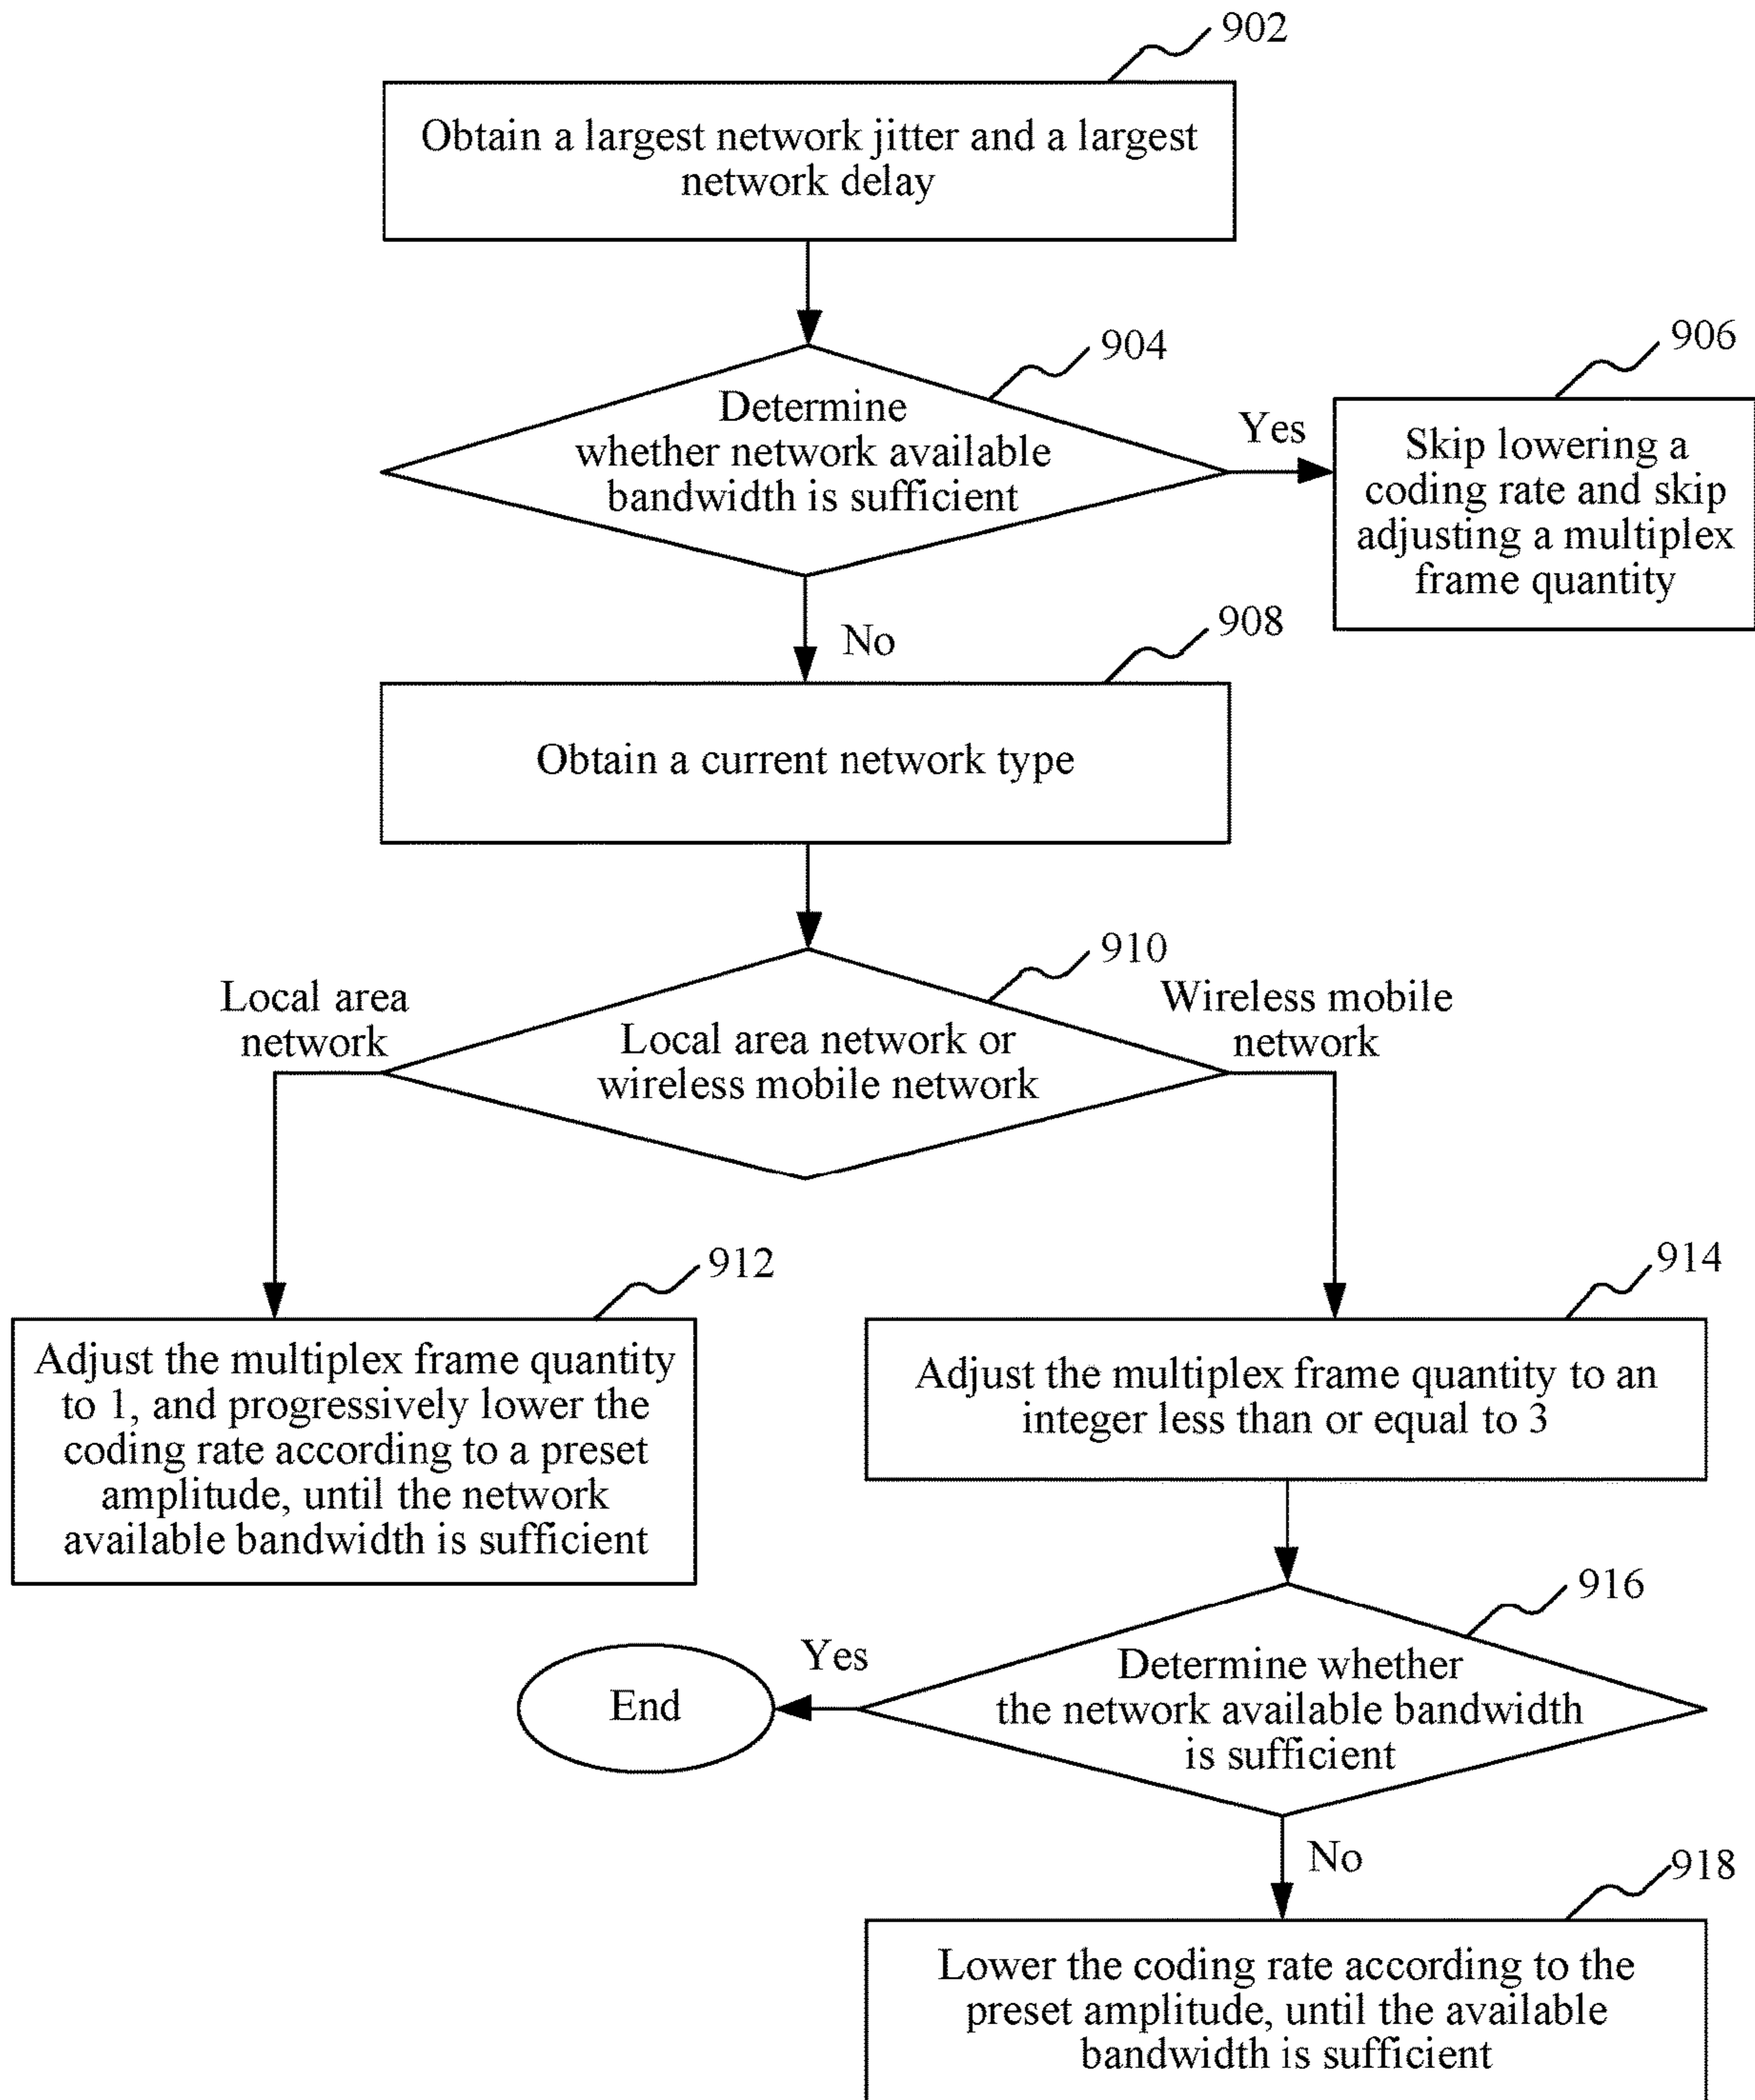 902
Obtain a largest network jitter and a largest
network delay
904
Determine
whether network available
bandwidth is sufficient
Yes
906
Skip lowering a
coding rate and skip
adjusting a multiplex
frame quantity
No
908
Obtain a current network type
910
Local area
network
Local area network or
wireless mobile network
Wireless mobile
network
912
Adjust the multiplex frame quantity
to 1, and progressively lower the
coding rate according to a preset
amplitude, until the network
available bandwidth is sufficient
914
Adjust the multiplex frame quantity to an
integer less than or equal to 3
916
Determine whether
the network available bandwidth
is sufficient
Yes
End
No
918
Lower the coding rate according to the
preset amplitude, until the available
bandwidth is sufficient